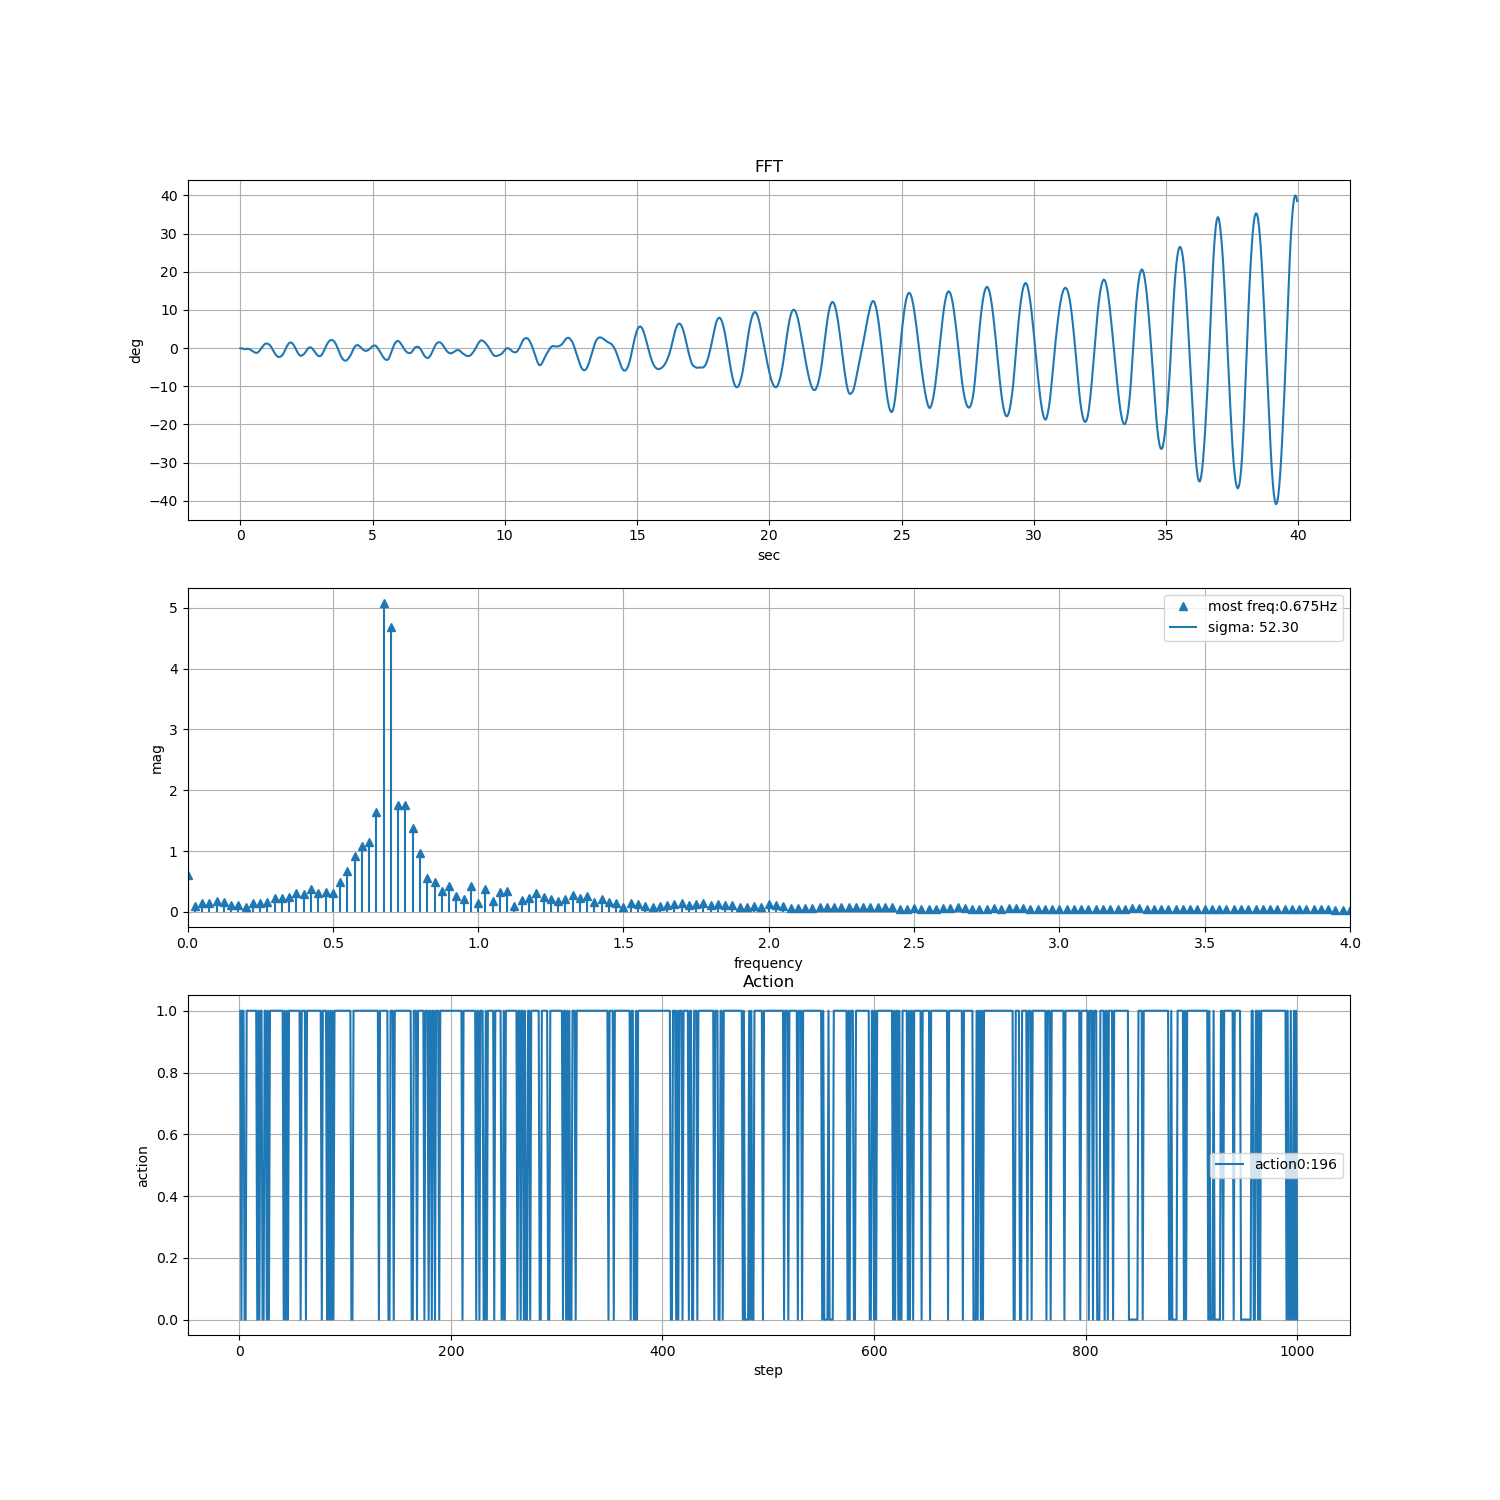 FFT
40
30
20
10
0
−10
−20
−30
−40
deg
0 5 10 15 20 25 30 35 40
sec
most freq:0.675Hz
sigma: 52.30
5
4
3
2
1
0
mag
0.0 0.5 1.0 1.5 2.0 2.5 3.0 3.5 4.0
frequency
Action
1.0
0.8
0.6
0.4
0.2
0.0
action
action0:196
0 200 400 600 800 1000
step